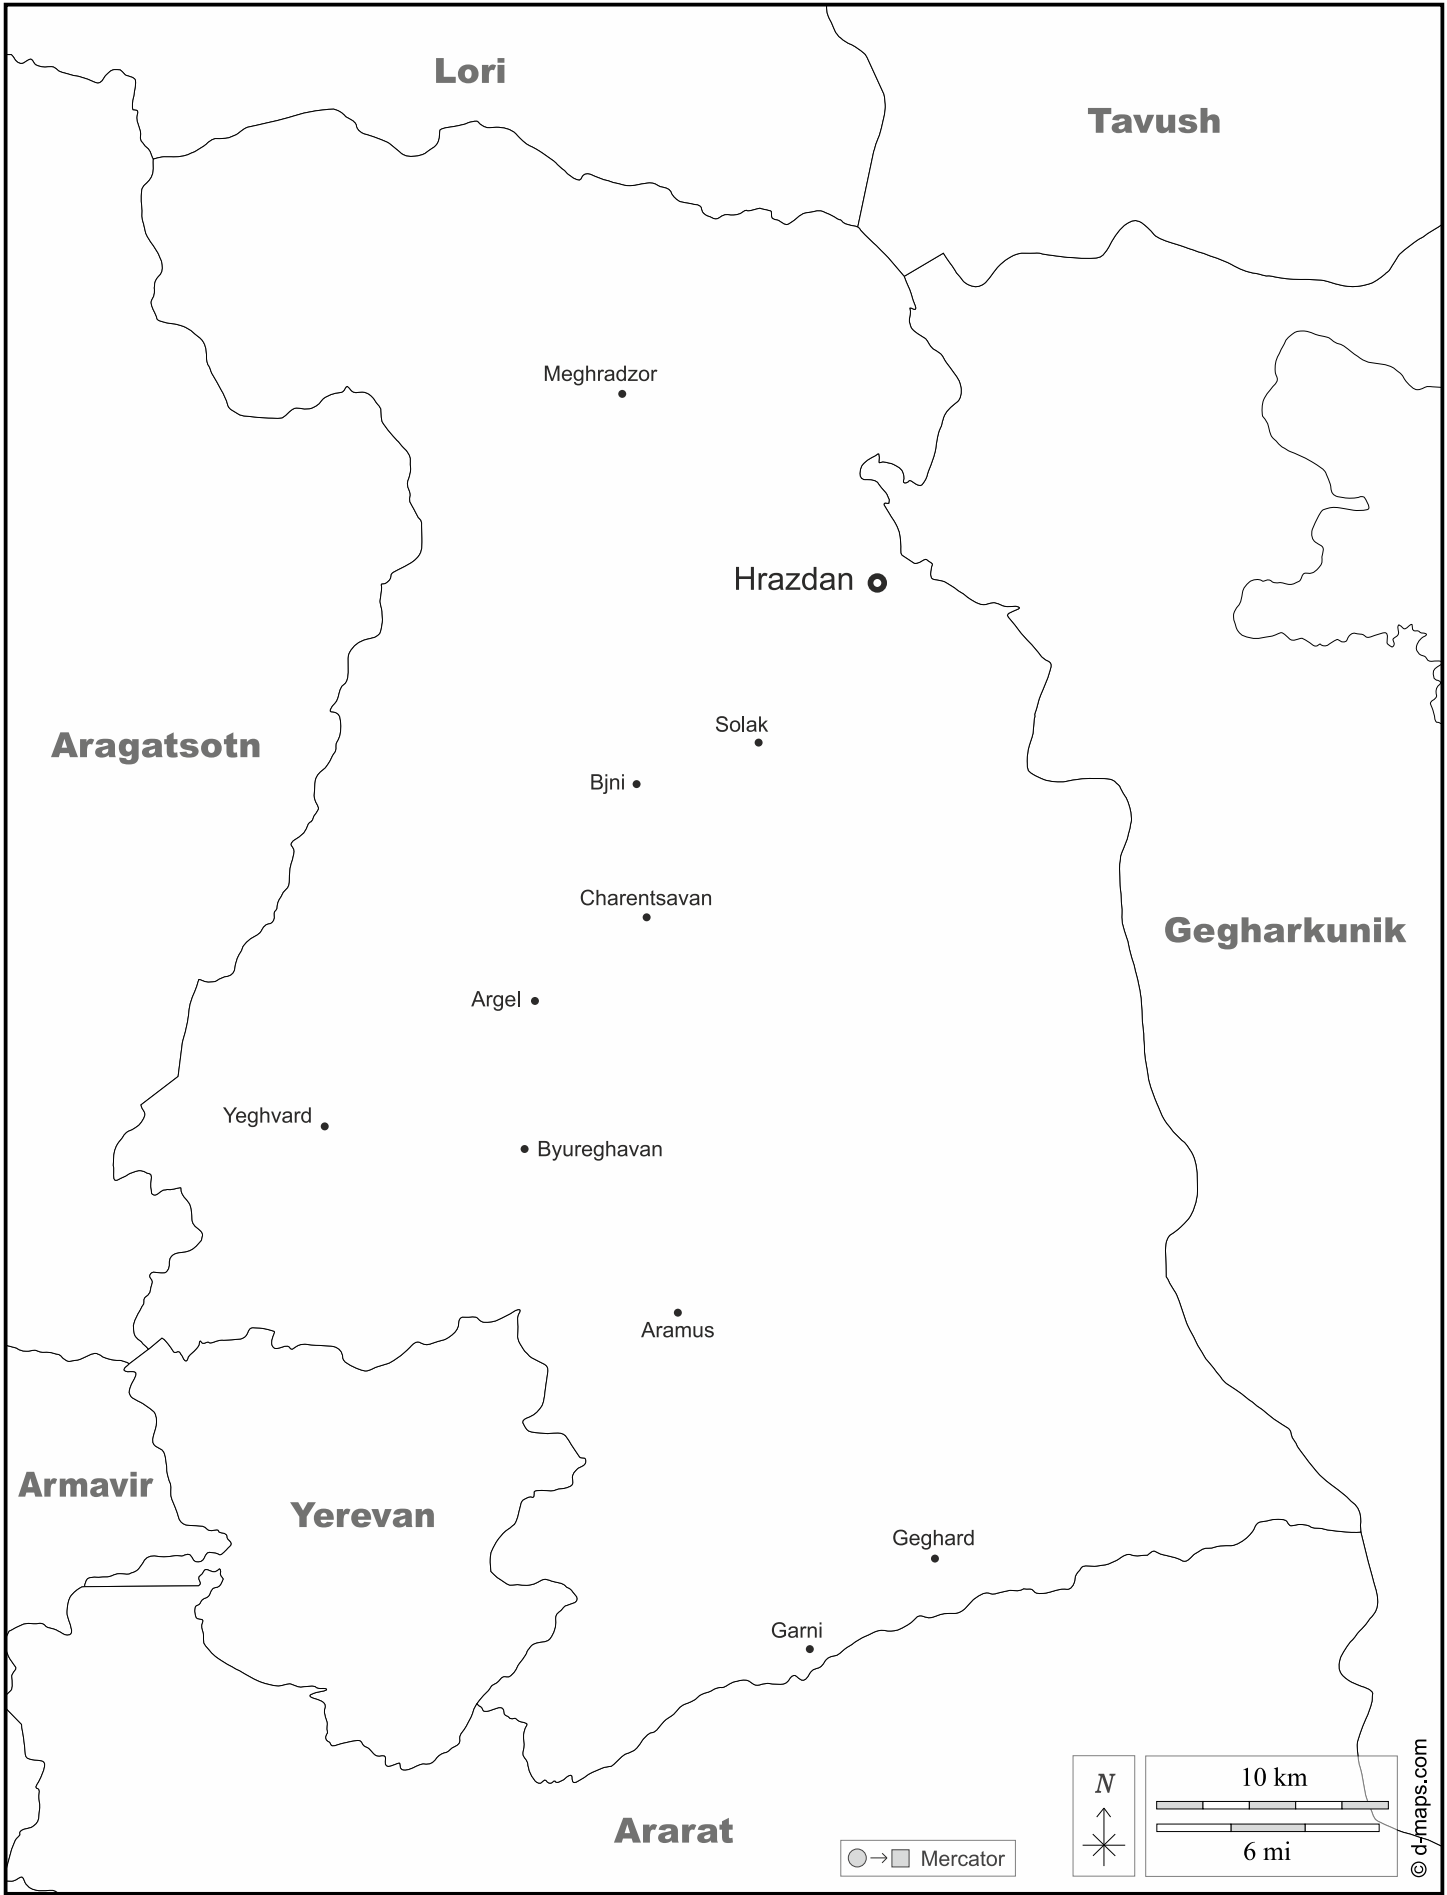 Lori
Tavush
Meghradzor
Hrazdan
Solak
Aragatsotn
Bjni
Charentsavan
Gegharkunik
Argel
Yeghvard
Byureghavan
Aramus
Armavir
Yerevan
Geghard
Garni
Ararat
N
10 km
6 mi
Mercator
© d-maps.com